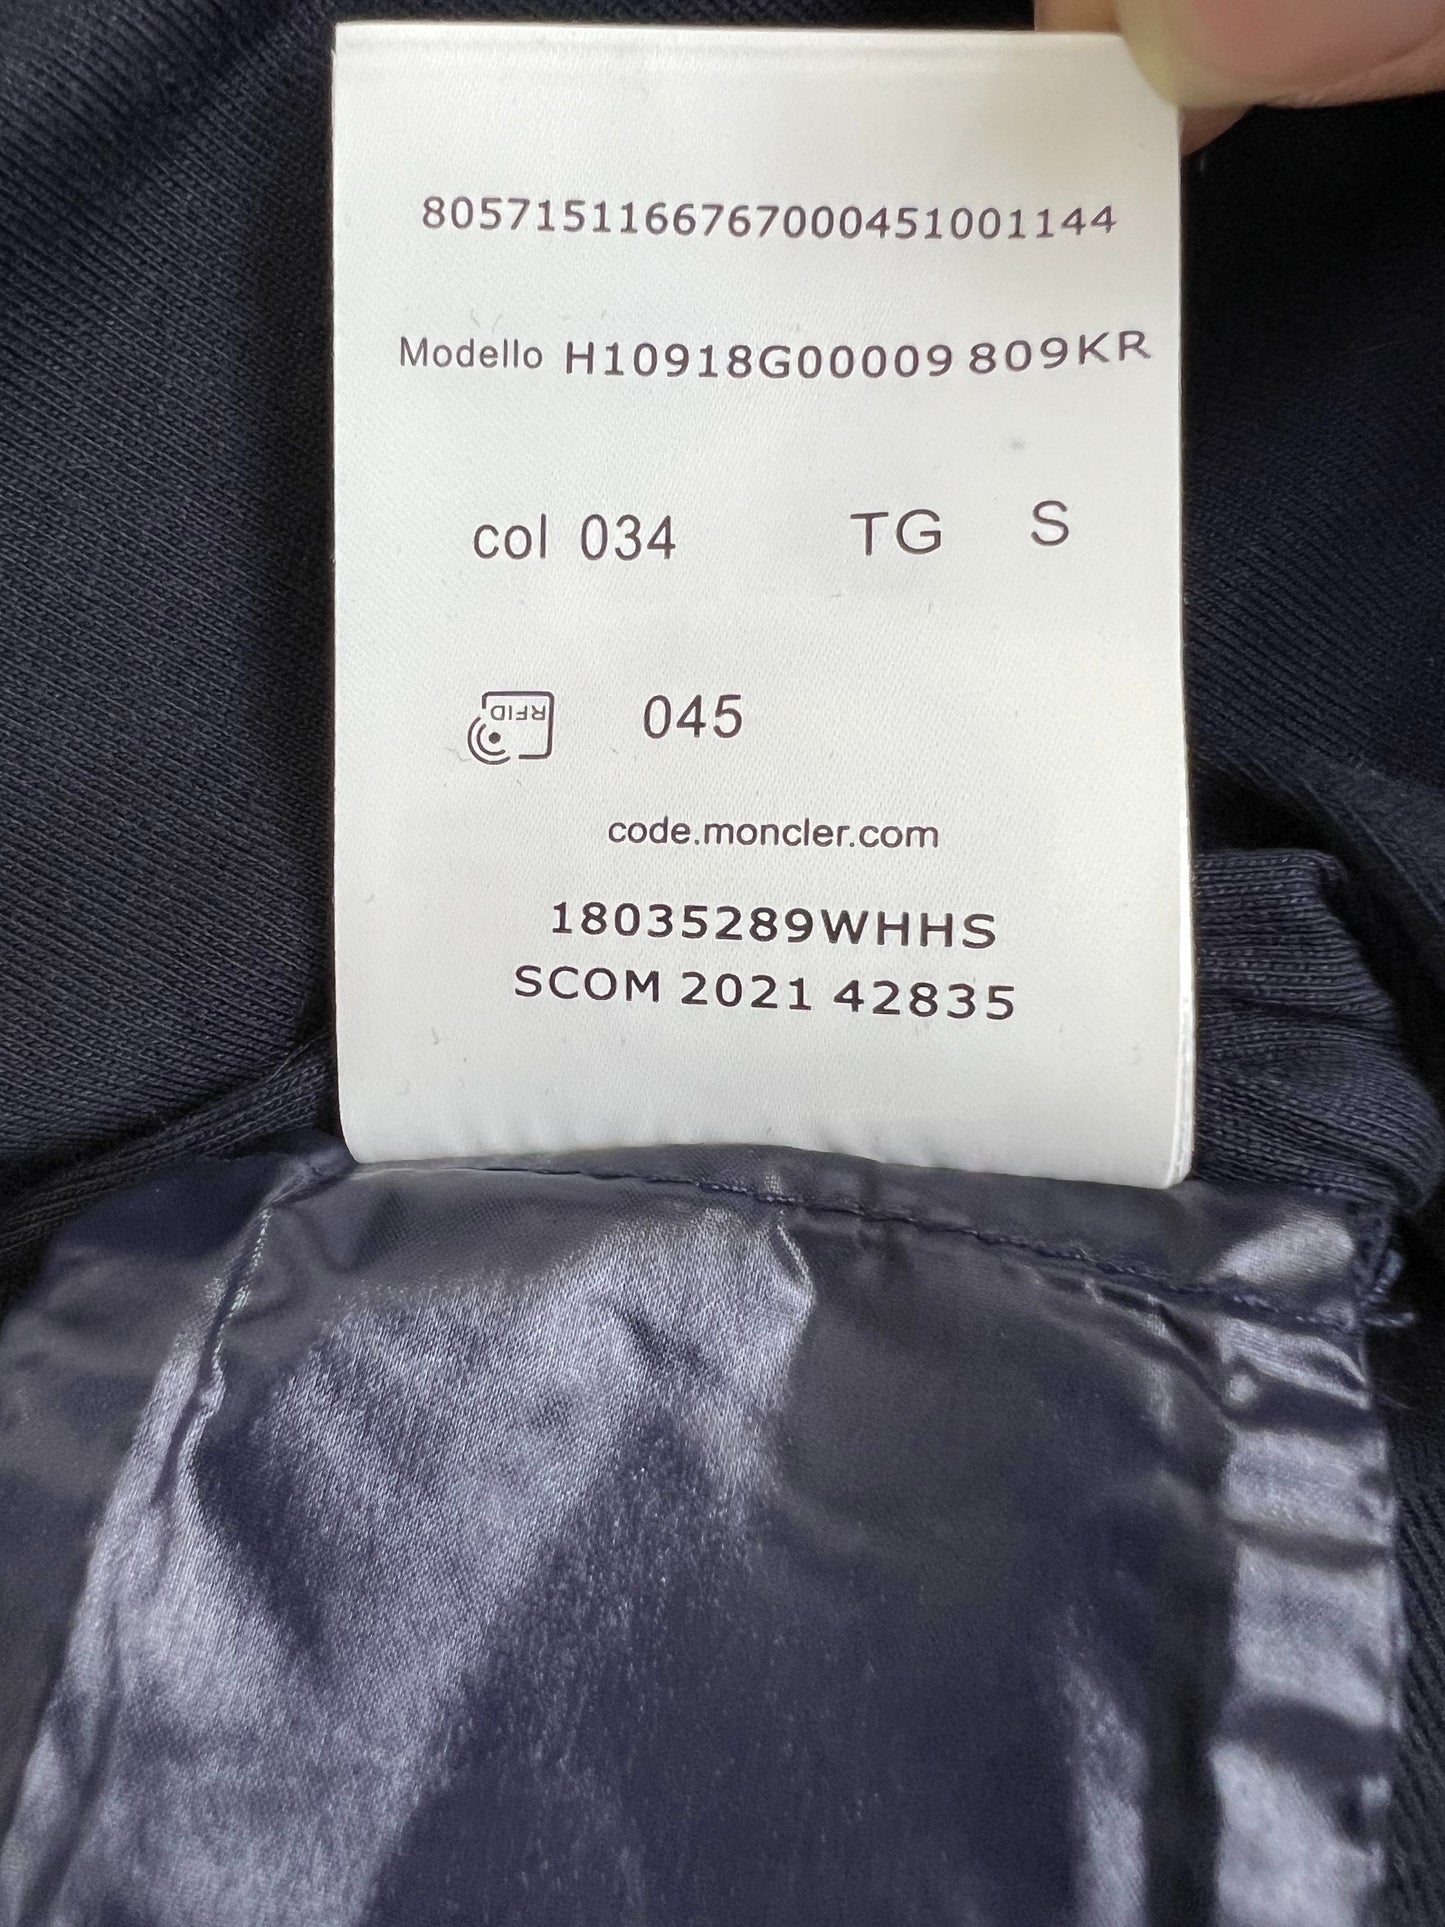 8057151166767000451001144
Modello H10918G00009 809KR
col 034 TG S
RFID 045
code.moncler.com
18035289WHHS
SCOM 2021 42835